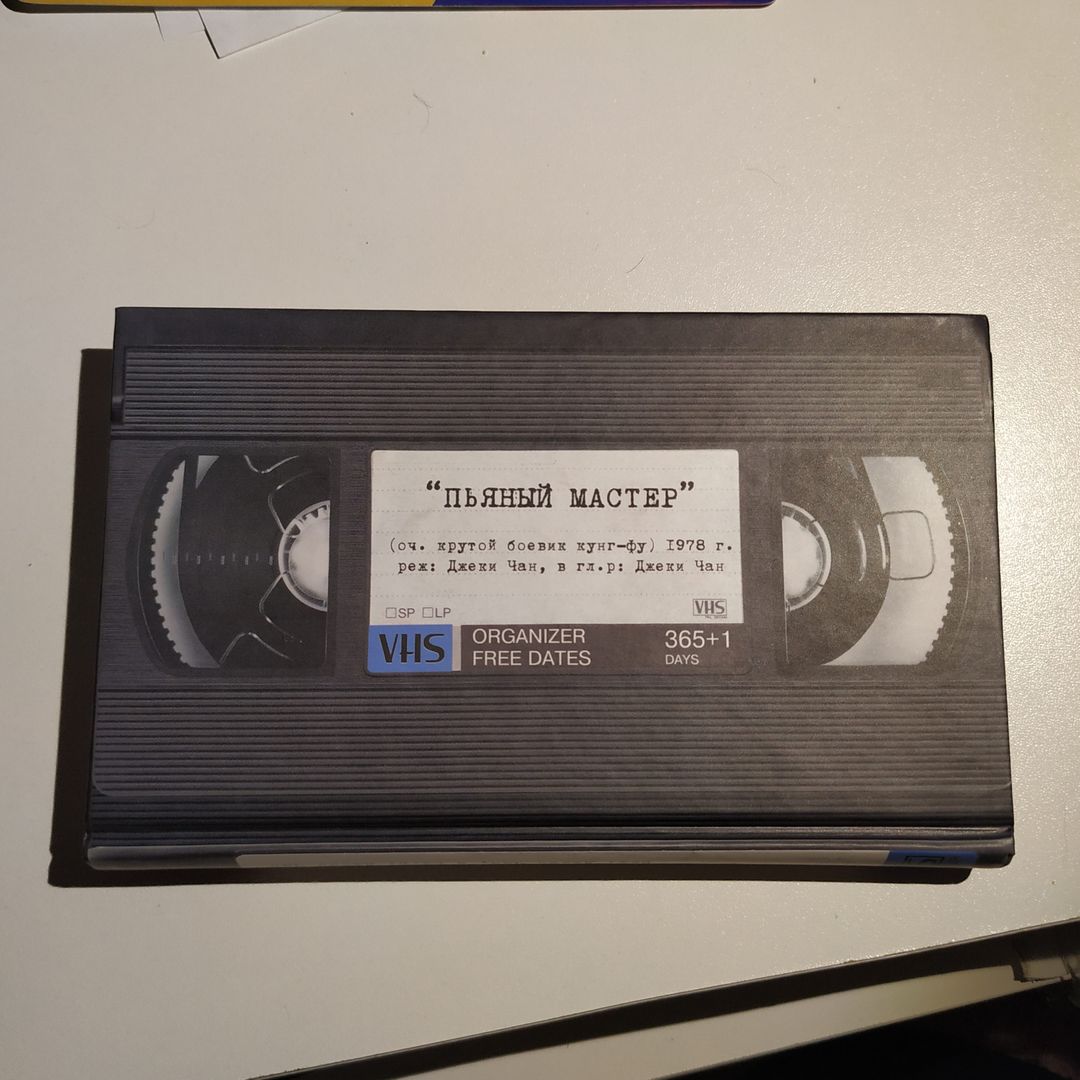 “ПЬЯНЫЙ МАСТЕР”
(оч. крутой боевик кунг-фу) 1978 г.
реж: Джеки Чан, в гл.р: Джеки Чан
SP LP
VHS
VHS
ORGANIZER
FREE DATES
365+1
DAYS